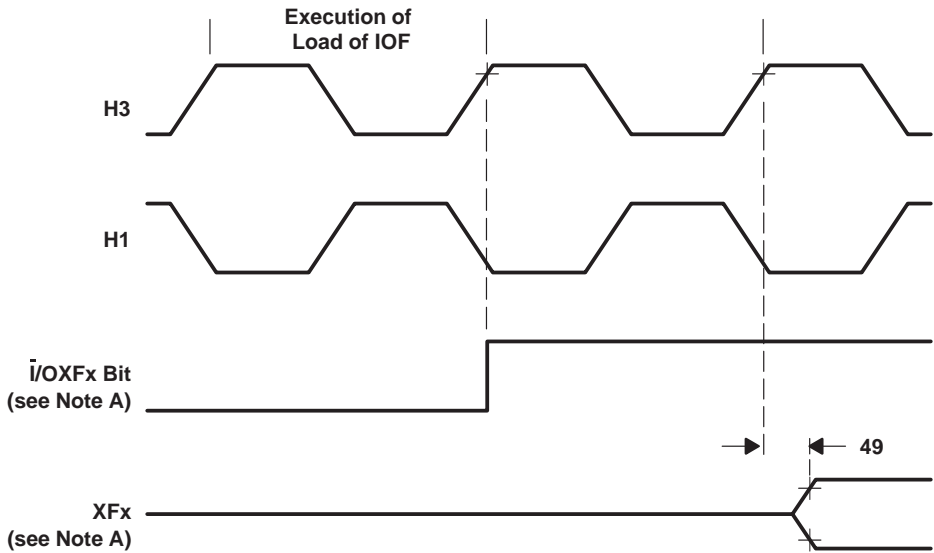 Execution of
Load of IOF
H3
H1
Ī/OXFx Bit
(see Note A)
49
XFx
(see Note A)